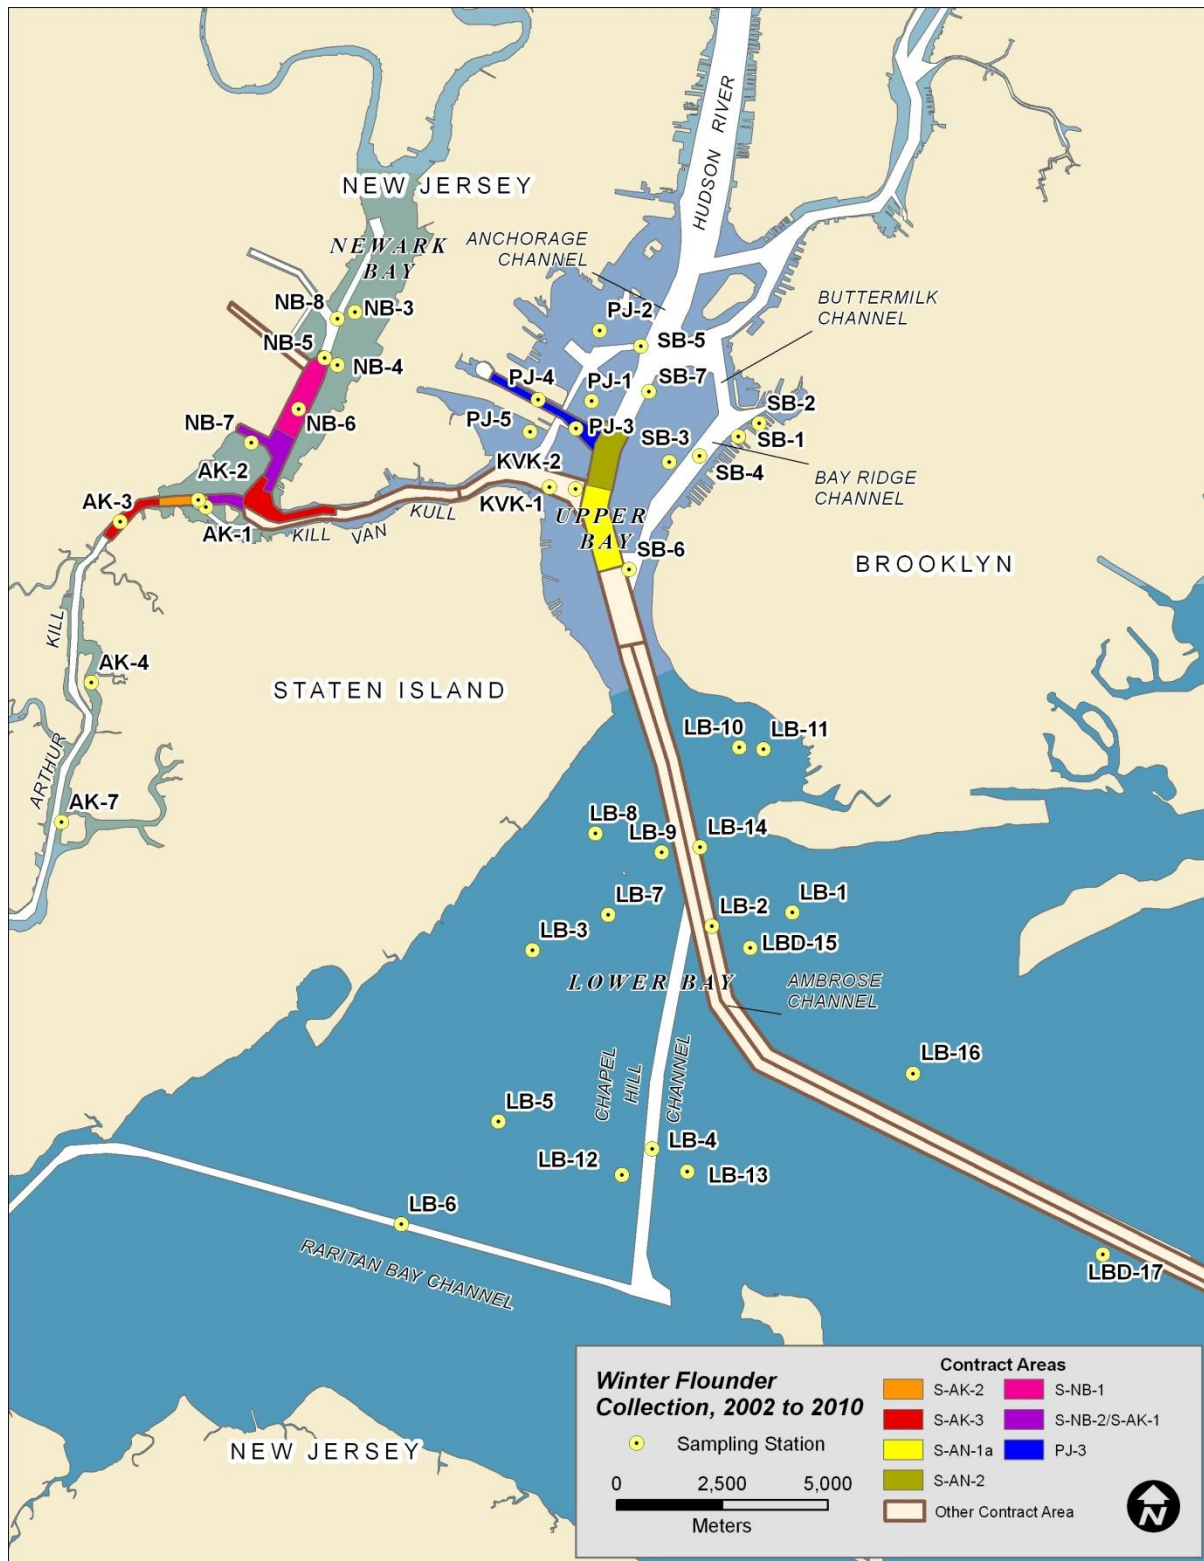 HUDSON RIVER
NEW JERSEY
ANCHORAGE
CHANNEL
NEWARK
BAY
BUTTERMILK
CHANNEL
NB-8
NB-3
PJ-2
SB-5
NB-5
NB-4
PJ-4
PJ-1
SB-7
SB-2
NB-7
NB-6
PJ-5
PJ-3
SB-3
SB-1
SB-4
AK-2
KVK-2
BAY RIDGE
CHANNEL
AK-3
KVK-1
AK-1
KILL
VAN
KULL
UPPER
BAY
SB-6
BROOKLYN
KILL
ARTHUR
AK-4
STATEN ISLAND
LB-10
LB-11
AK-7
LB-8
LB-9
LB-14
LB-7
LB-2
LB-1
LB-3
LBD-15
LOWER BAY
AMBROSE
CHANNEL
LB-16
CHAPEL
HILL
CHANNEL
LB-5
LB-4
LB-12
LB-13
LB-6
RARITAN BAY CHANNEL
LBD-17
NEW JERSEY
Winter Flounder
Collection, 2002 to 2010
Sampling Station
0 2,500 5,000
Meters
Contract Areas
S-AK-2
S-NB-1
S-AK-3
S-NB-2/S-AK-1
S-AN-1a
PJ-3
S-AN-2
Other Contract Area
N